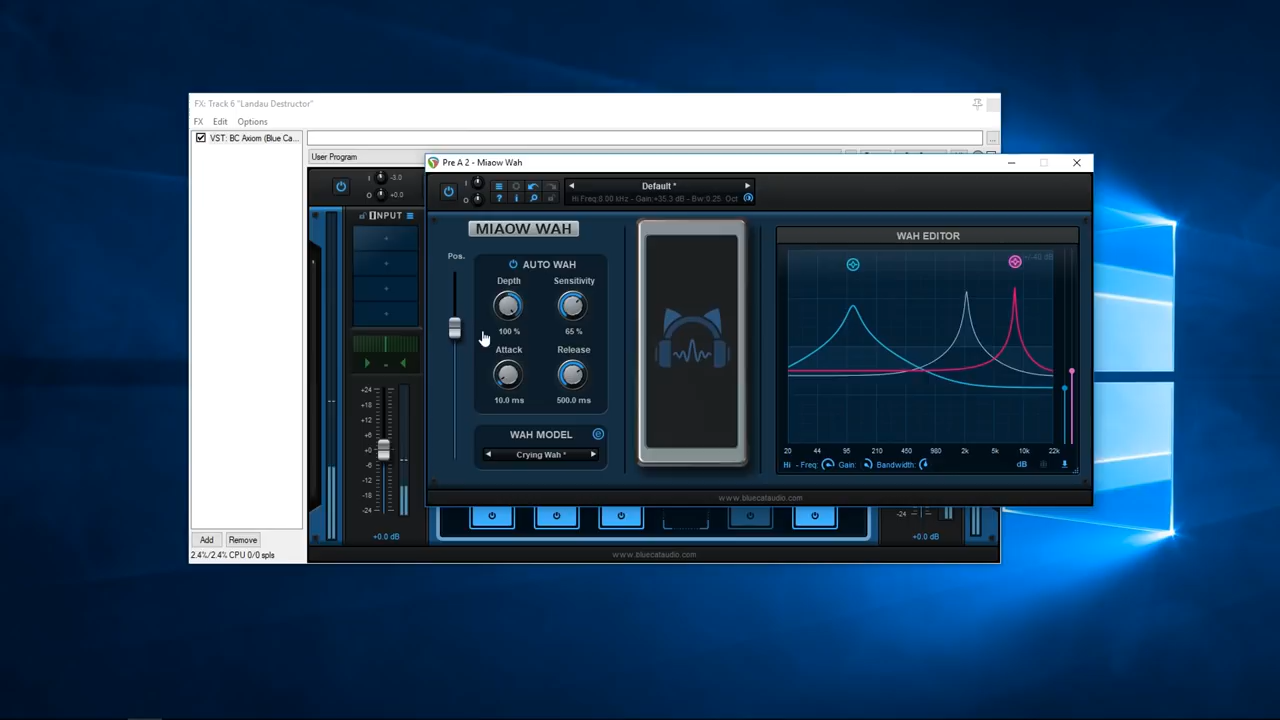 FX: Track 6 "Landau Destructor"
FX Edit Options
VST: BC Axiom (Blue Ca...
...
User Program
Pre A 2 - Miaow Wah
I -3.0
O +0.0
I
O
Default *
Hi Freq:8.00 kHz - Gain:+35.3 dB - Bw:0.25 Oct
INPUT
MIAOW WAH
WAH EDITOR
Pos.
AUTO WAH
Depth Sensitivity
100 % 65 %
Attack Release
10.0 ms 500.0 ms
WAH MODEL
Crying Wah *
20 44 95 210 450 980 2k 5k 10k 22k
Hi - Freq: Gain: Bandwidth: dB
+24
+18
+12
+6
+0
-6
-12
-18
-24
+0.0 dB
www.bluecataudio.com
-24
+0.0 dB
Add Remove
2.4%/2.4% CPU 0/0 spls
www.bluecataudio.com